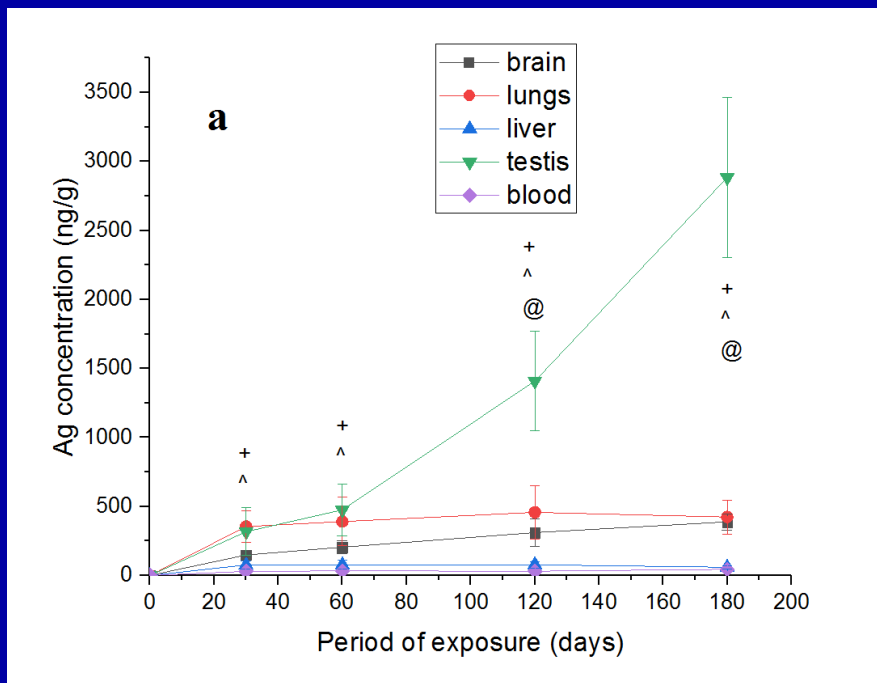 a
brain
lungs
liver
testis
blood
Ag concentration (ng/g)
3500
3000
2500
2000
1500
1000
500
0
+
^
+
^
+
^
@
+
^
@
0 20 40 60 80 100 120 140 160 180 200
Period of exposure (days)